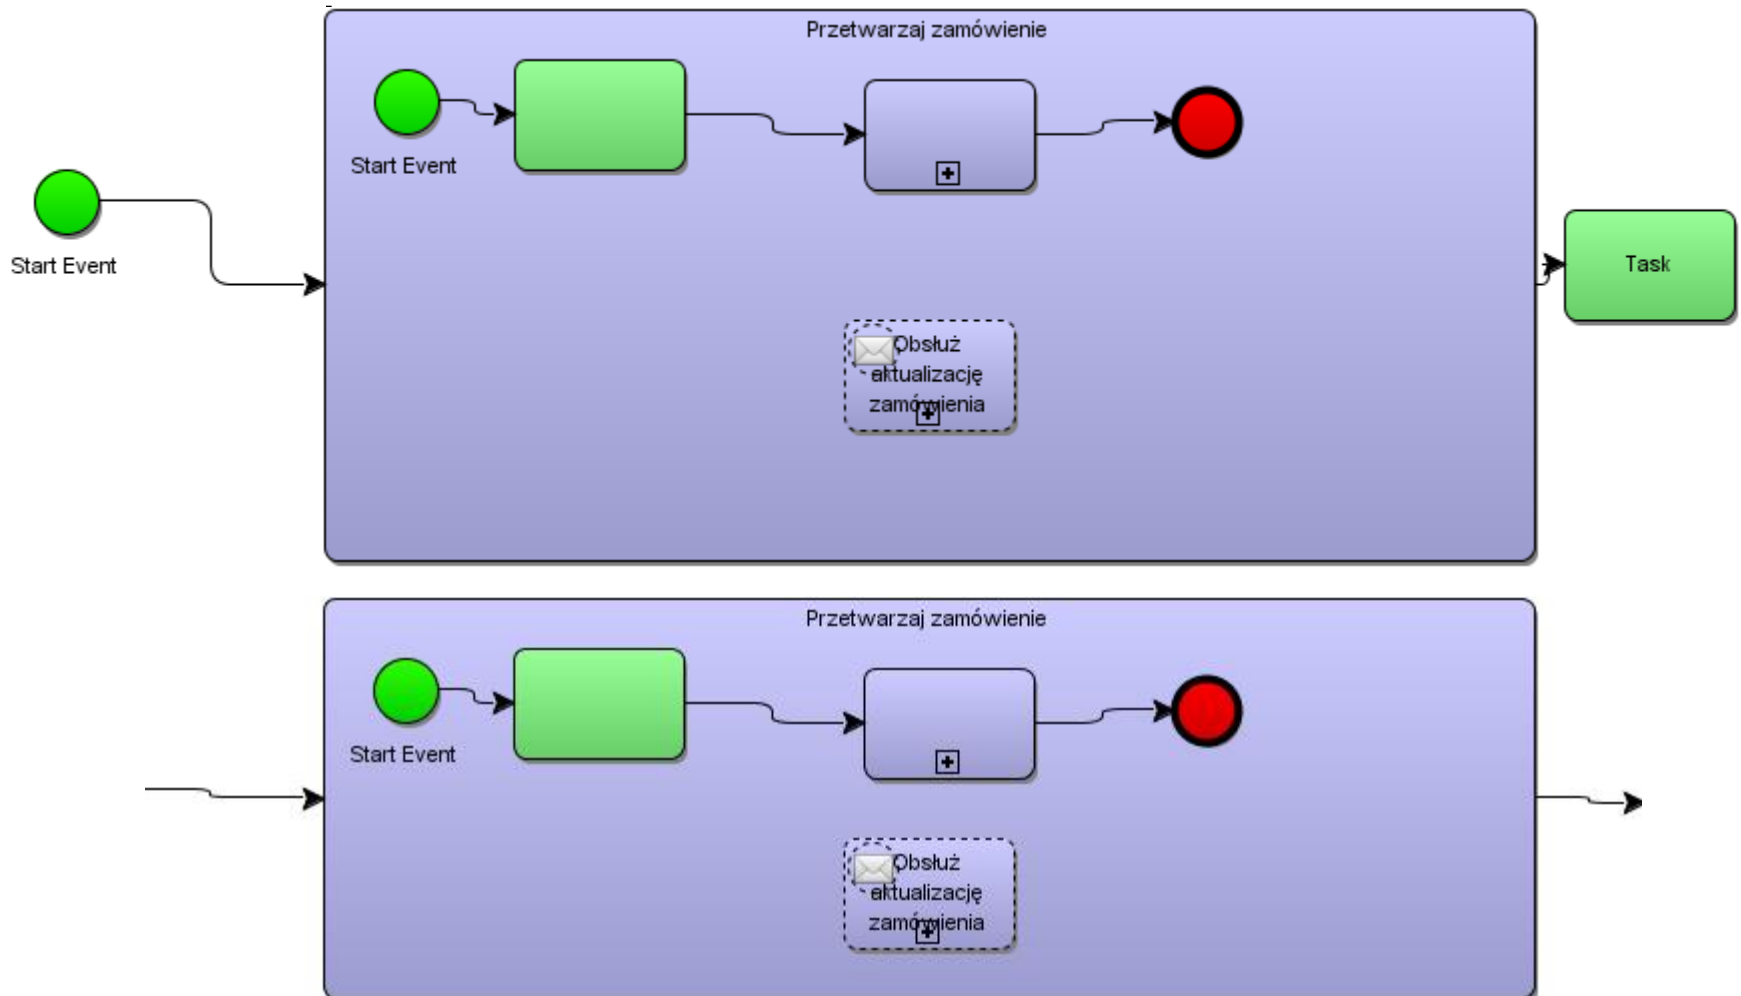 Przetwarzaj zamówienie
Start Event
Start Event
Task
Obsłuż
aktualizację
zamówienia
Przetwarzaj zamówienie
Start Event
Obsłuż
aktualizację
zamówienia